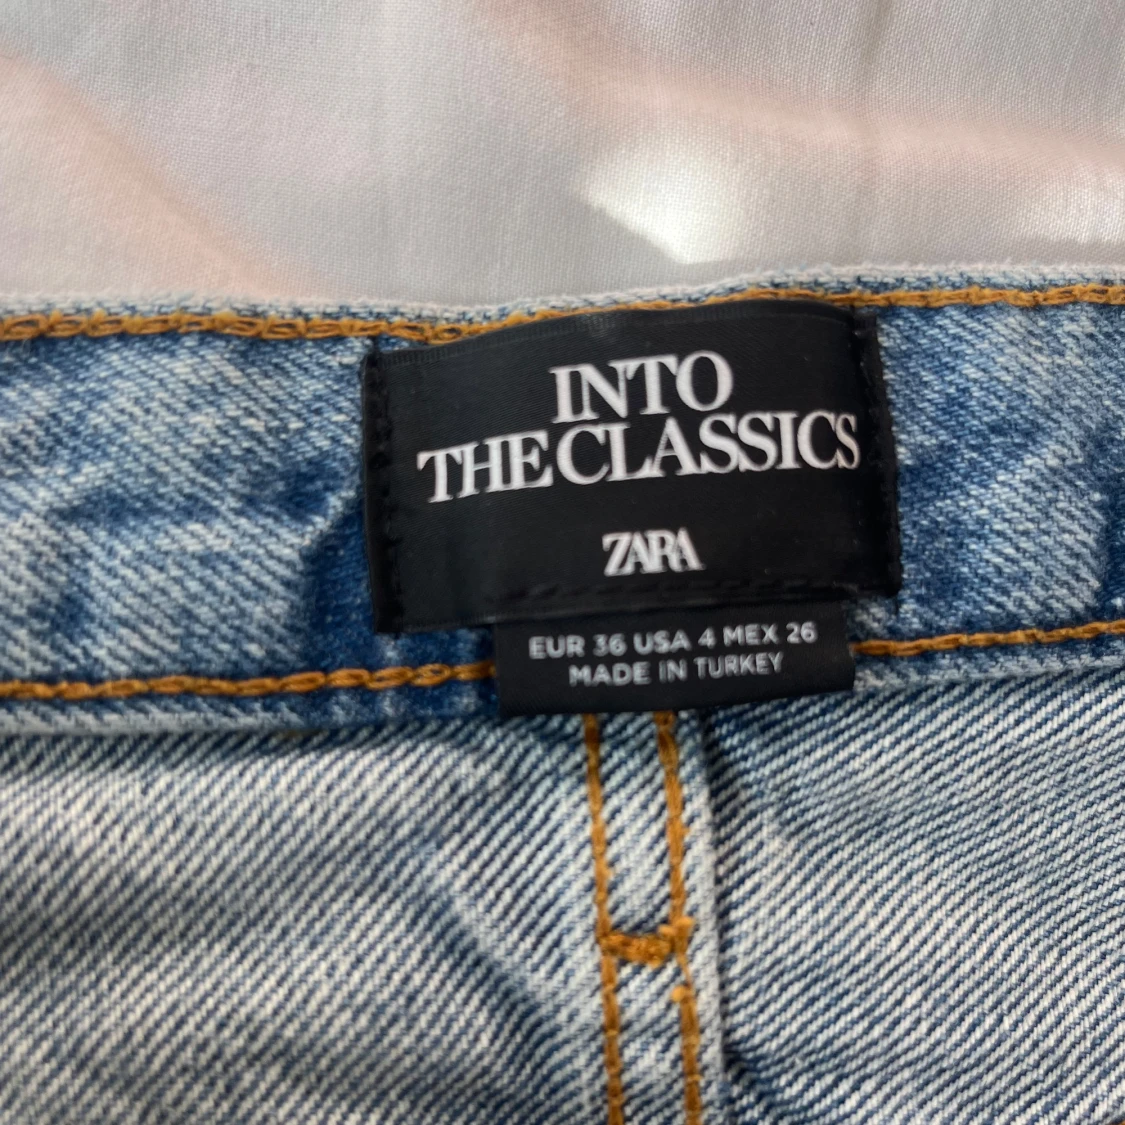 INTO
THE CLASSICS
ZARA
EUR 36 USA 4 MEX 26
MADE IN TURKEY